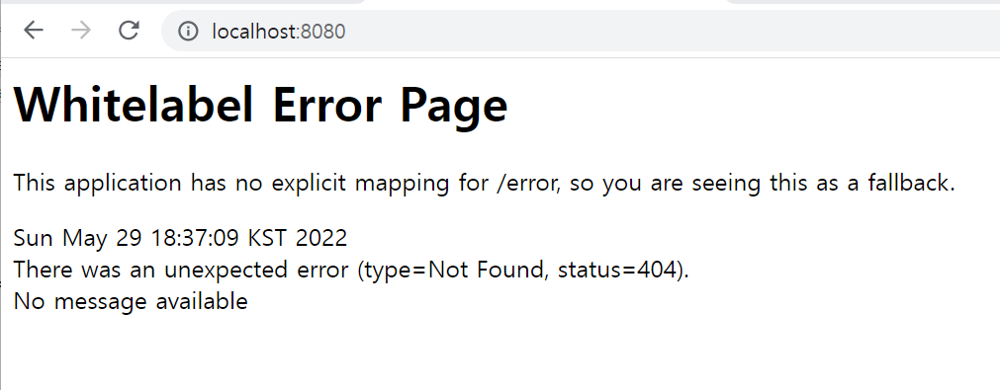 localhost:8080
Whitelabel Error Page
This application has no explicit mapping for /error, so you are seeing this as a fallback.
Sun May 29 18:37:09 KST 2022
There was an unexpected error (type=Not Found, status=404).
No message available